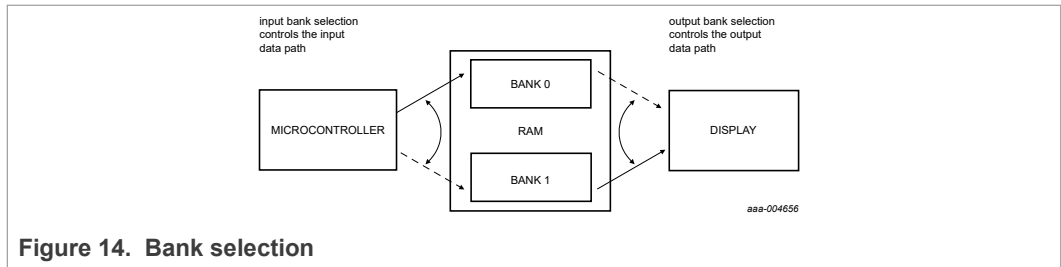 input bank selection
controls the input
data path
output bank selection
controls the output
data path
BANK 0
MICROCONTROLLER
RAM
DISPLAY
BANK 1
aaa-004656
Figure 14. Bank selection